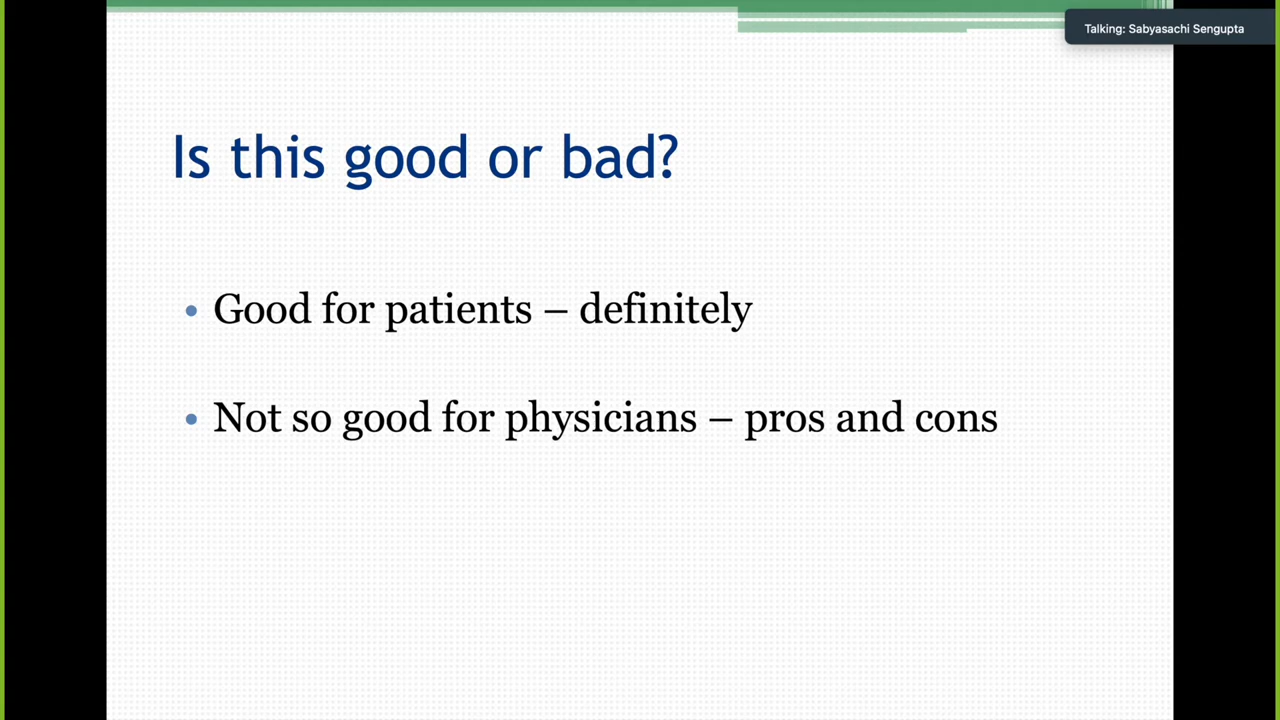 Talking: Sabyasachi Sengupta
Is this good or bad?
• Good for patients – definitely
• Not so good for physicians – pros and cons